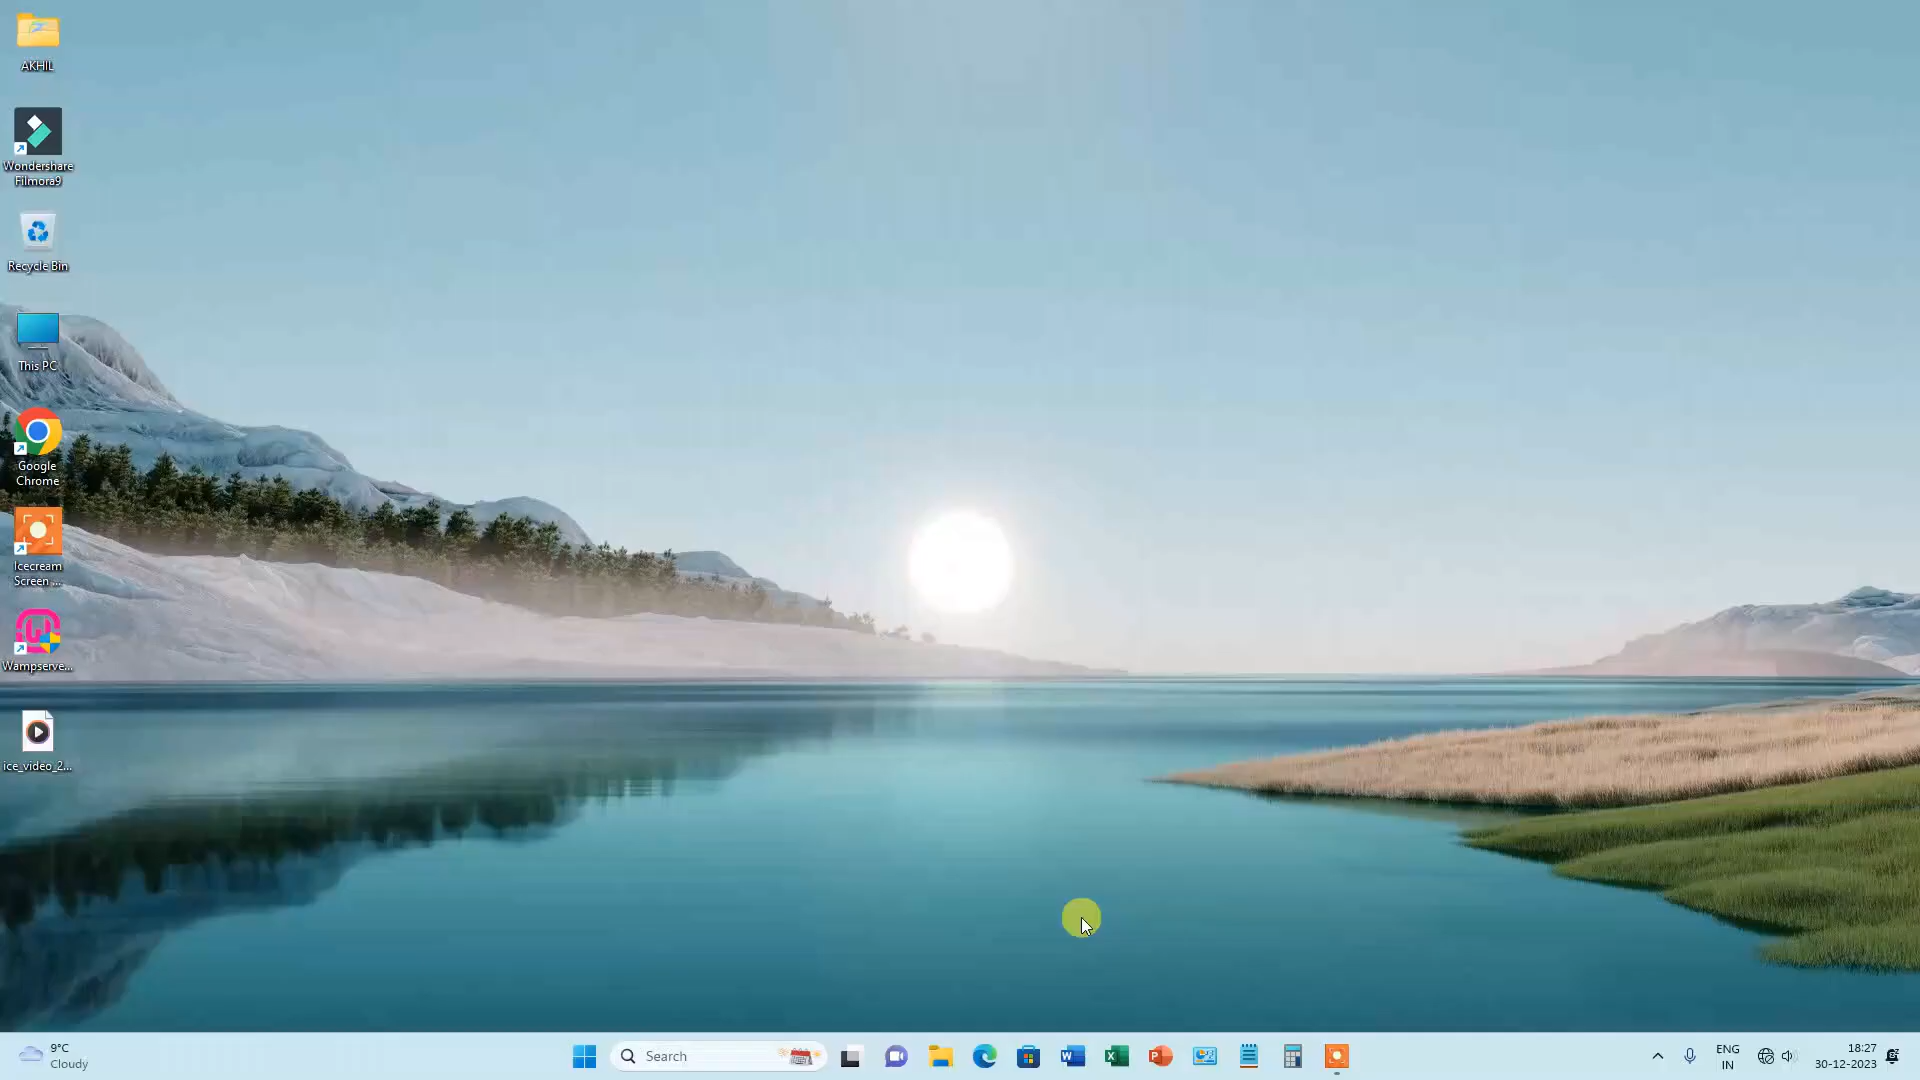 AKHIL
Wondershare
Filmora9
Recycle Bin
This PC
Google
Chrome
Icecream
Screen ...
Wampserve...
ice_video_2...
9°C
Cloudy
Search
ENG
IN
18:27
30-12-2023